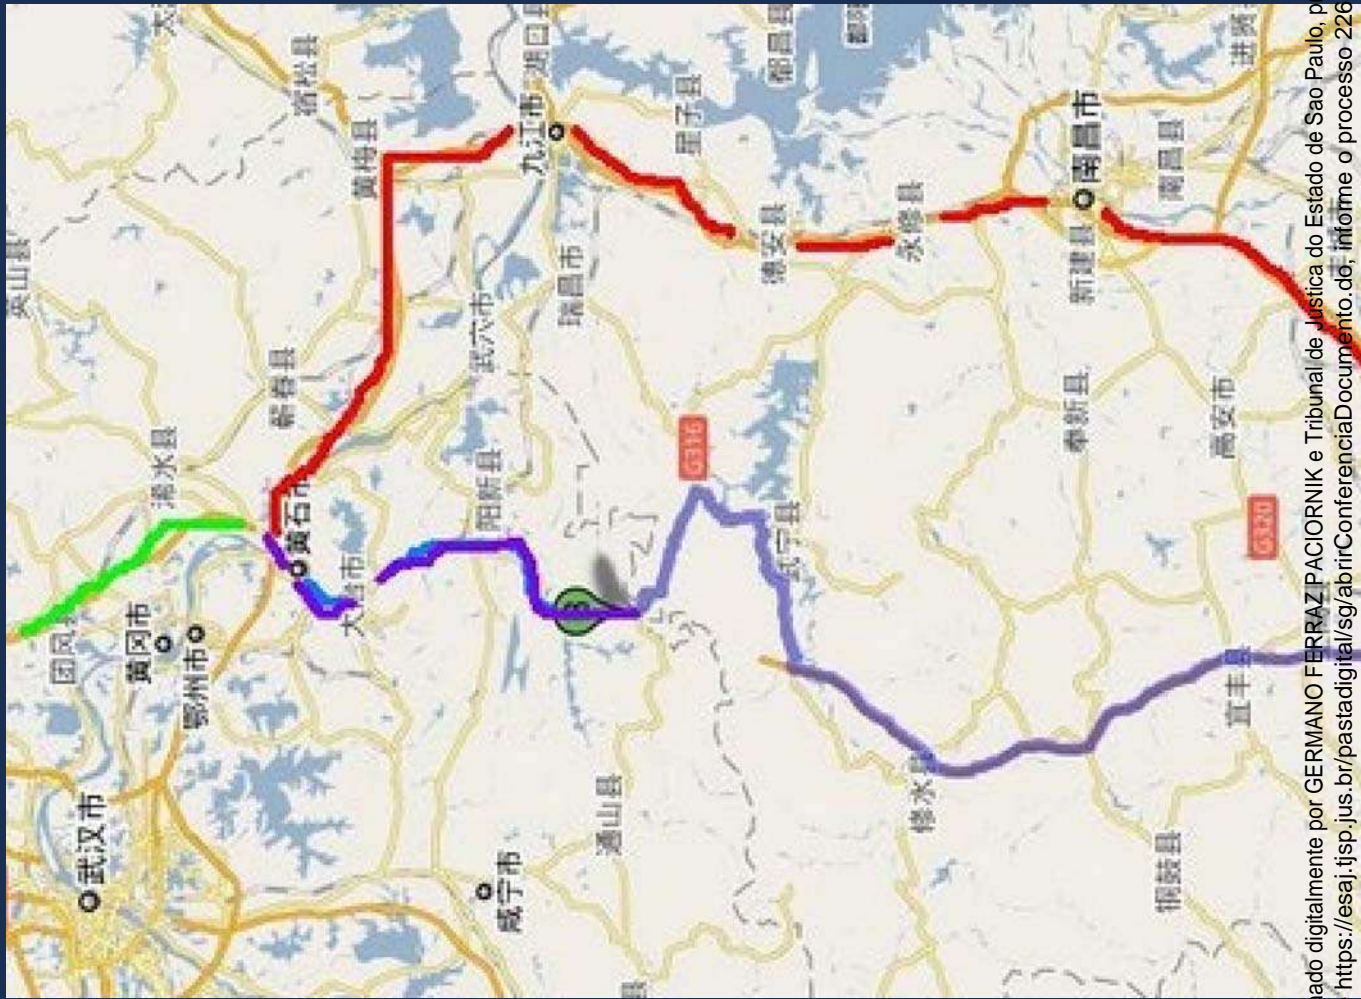 英山县
团风
武汉市
黄冈市
浠水县
鄂州市
蕲春县
黄石市
宿松县
大冶市
黄梅县
武穴市
阳新县
咸宁市
九江市
湖口县
瑞昌市
通山县
星子县
G316
德安县
都昌县
武宁县
永修县
修水县
奉新县
新建县
南昌市
铜鼓县
南昌县
高安市
宜丰县
进贤
G320
digitalmente por GERMANO FERRAZ PACIORNIK e Tribunal de Justica do Estado de Sao Paulo,
https://esaj.tjsp.jus.br/pastadigital/sg/abrirConferenciaDocumento.do, informe o processo 226